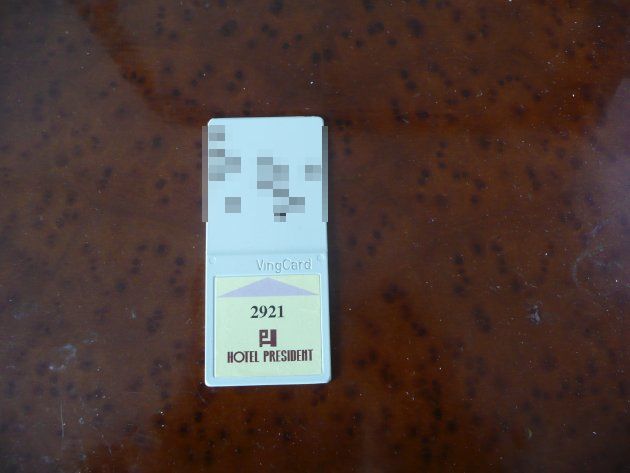 VingCard
2921
HOTEL PRESIDENT